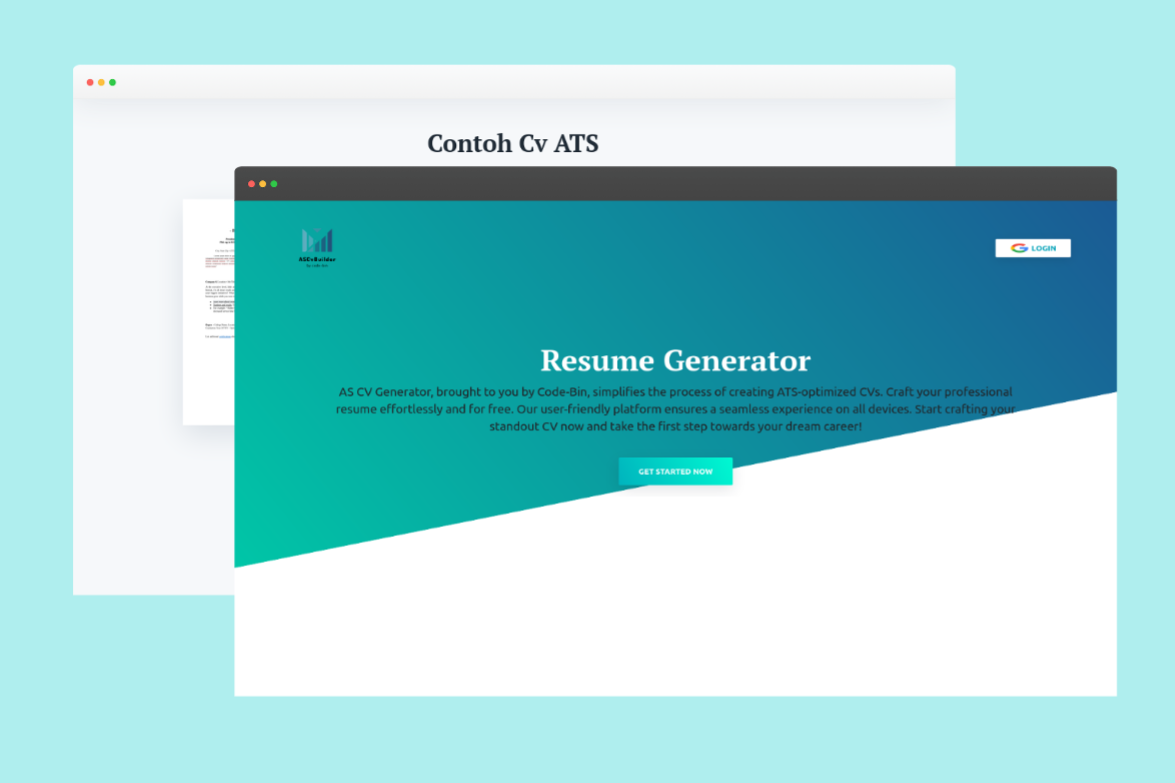 Contoh Cv ATS
ASCvBuilder
by code-bin
LOGIN
Resume Generator
AS CV Generator, brought to you by Code-Bin, simplifies the process of creating ATS-optimized CVs. Craft your professional
resume effortlessly and for free. Our user-friendly platform ensures a seamless experience on all devices. Start crafting your
standout CV now and take the first step towards your dream career!
GET STARTED NOW